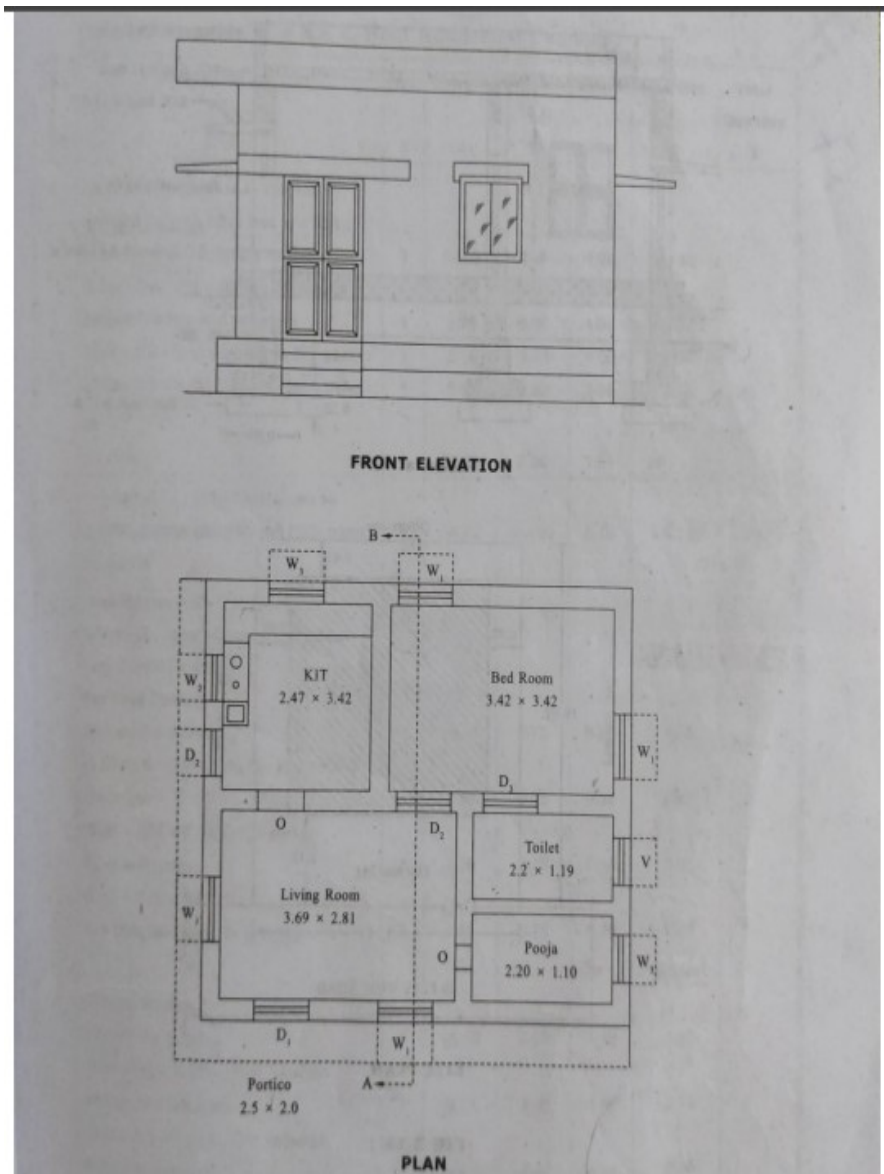 FRONT ELEVATION
B
W₃
W₁
KIT
2.47 × 3.42
Bed Room
3.42 × 3.42
W₂
D₂
W₁
D₃
O
D₂
Toilet
2.2 × 1.19
V
Living Room
3.69 × 2.81
W₁
O
Pooja
2.20 × 1.10
W₃
D₁
W₁
A
Portico
2.5 × 2.0
PLAN